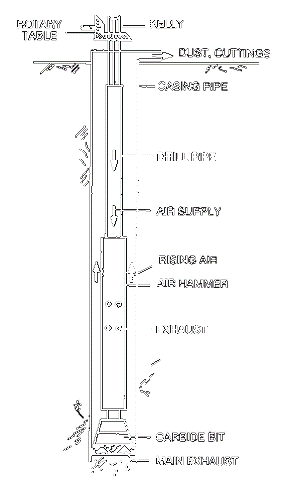 ROTARY
TABLE
KELLY
DUST, CUTTINGS
CASING PIPE
DRILL PIPE
AIR SUPPLY
RISING AIR
AIR HAMMER
EXHAUST
CARBIDE BIT
MAIN EXHAUST